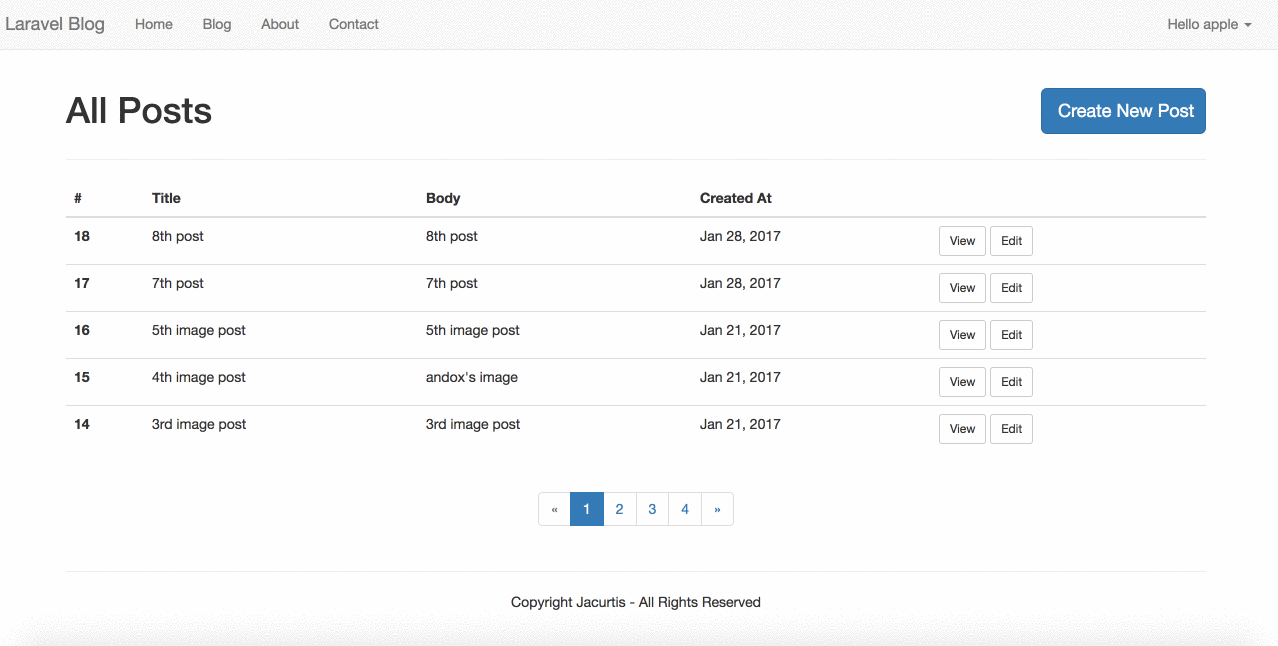 Laravel Blog Home Blog About Contact Hello apple
All Posts Create New Post
# Title Body Created At
18 8th post 8th post Jan 28, 2017 View Edit
17 7th post 7th post Jan 28, 2017 View Edit
16 5th image post 5th image post Jan 21, 2017 View Edit
15 4th image post andox's image Jan 21, 2017 View Edit
14 3rd image post 3rd image post Jan 21, 2017 View Edit
« 1 2 3 4 »
Copyright Jacurtis - All Rights Reserved